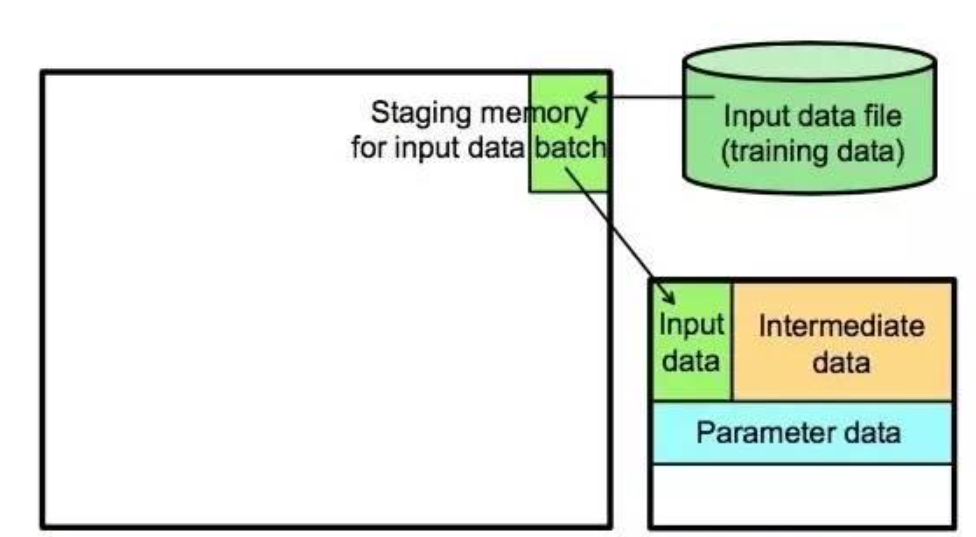 Staging memory
for input data batch
Input data file
(training data)
Input
data
Intermediate
data
Parameter data